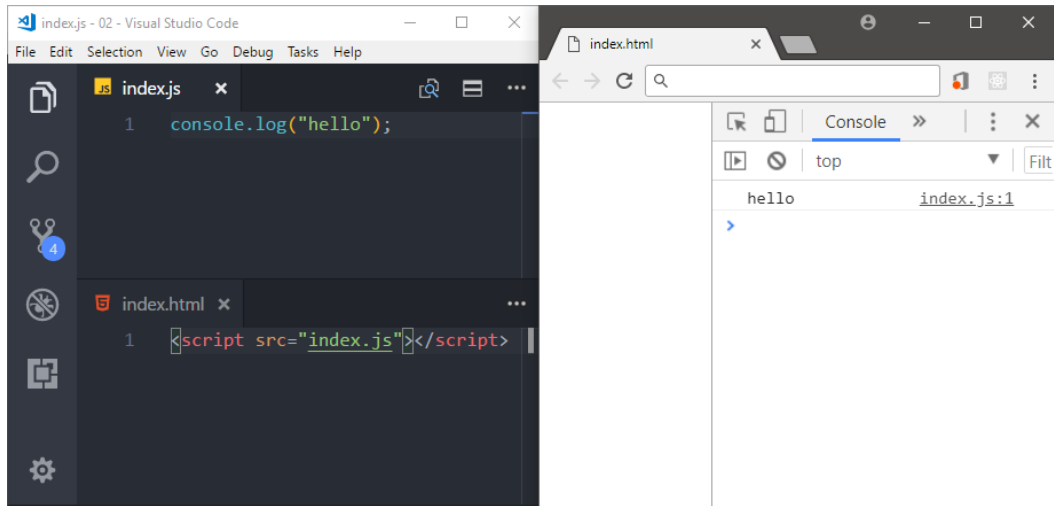 index.js - 02 - Visual Studio Code
File Edit Selection View Go Debug Tasks Help
JS index.js
1 console.log("hello");
4
5 index.html
1 <script src="index.js"></script>
index.html
Console
top
Filt
hello index.js:1